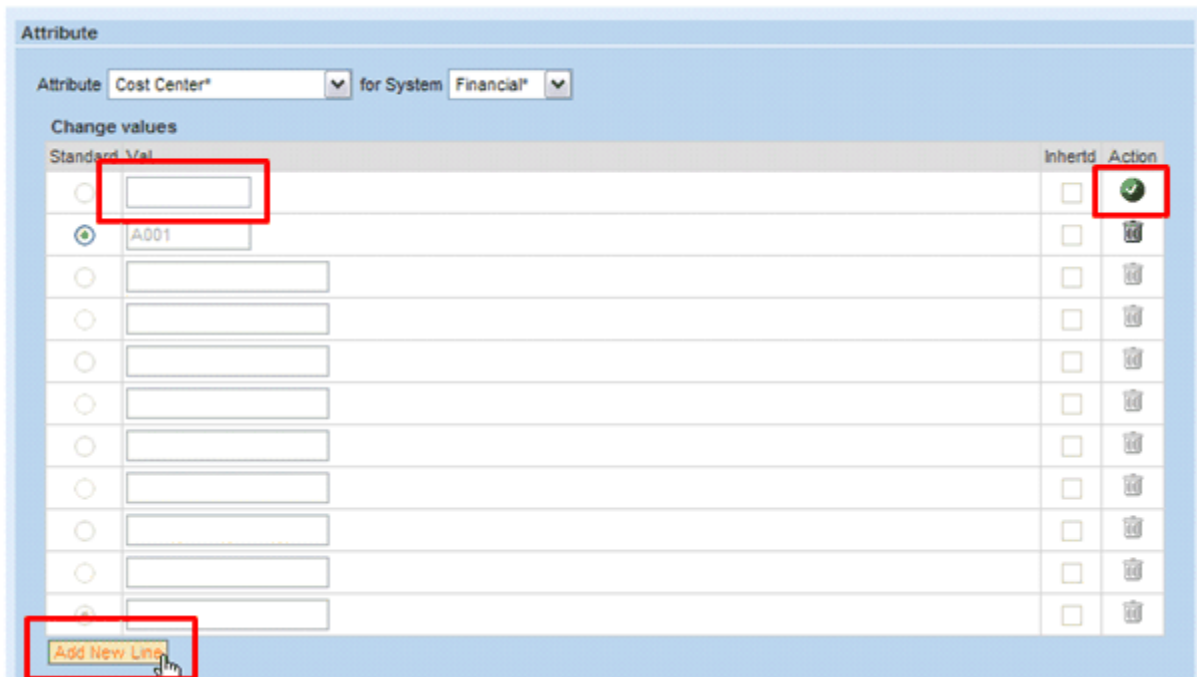 Attribute
Attribute Cost Center* for System Financial*
Change values
Standard Val Inhertd Action
A001
Add New Line